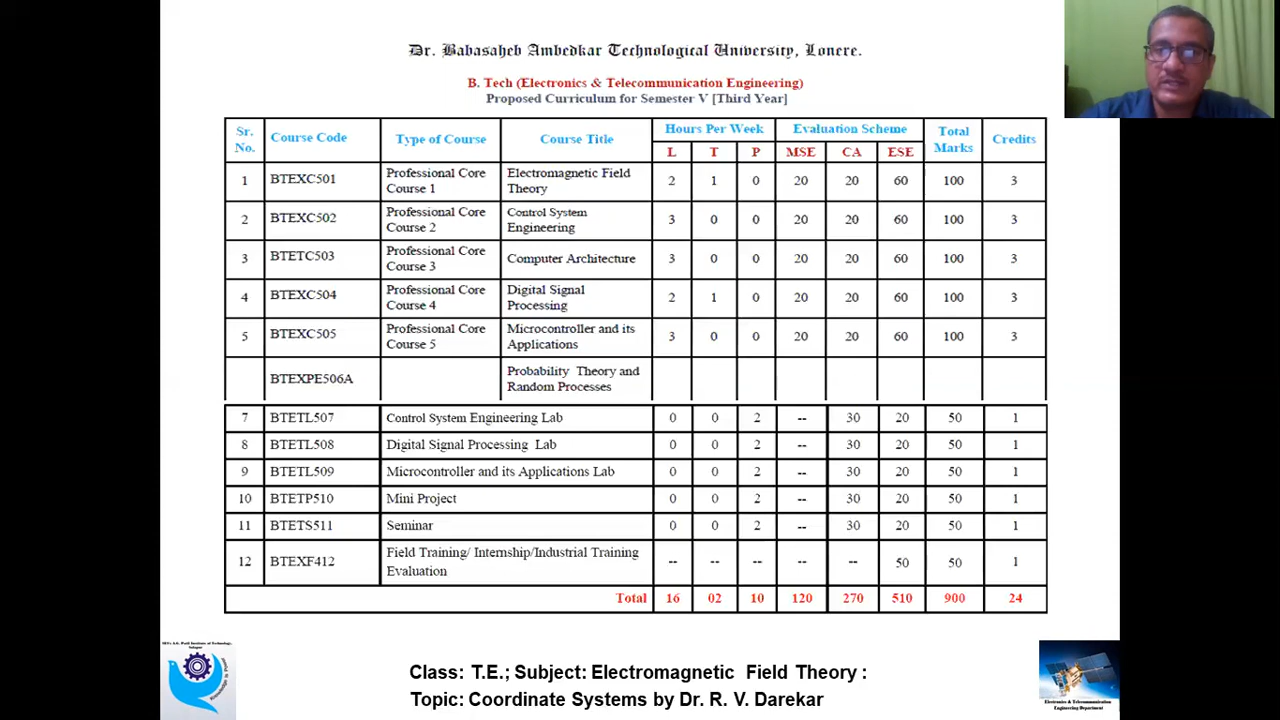 Dr. Babasaheb Ambedkar Technological University, Lonere.
B. Tech (Electronics & Telecommunication Engineering)
Proposed Curriculum for Semester V [Third Year]
Sr. No. Course Code Type of Course Course Title Hours Per Week Evaluation Scheme Total Marks Credits
L T P MSE CA ESE
1 BTEXC501 Professional Core Course 1 Electromagnetic Field Theory 2 1 0 20 20 60 100 3
2 BTEXC502 Professional Core Course 2 Control System Engineering 3 0 0 20 20 60 100 3
3 BTETC503 Professional Core Course 3 Computer Architecture 3 0 0 20 20 60 100 3
4 BTEXC504 Professional Core Course 4 Digital Signal Processing 2 1 0 20 20 60 100 3
5 BTEXC505 Professional Core Course 5 Microcontroller and its Applications 3 0 0 20 20 60 100 3
BTEXPE506A Probability Theory and Random Processes
7 BTETL507 Control System Engineering Lab 0 0 2 -- 30 20 50 1
8 BTETL508 Digital Signal Processing Lab 0 0 2 -- 30 20 50 1
9 BTETL509 Microcontroller and its Applications Lab 0 0 2 -- 30 20 50 1
10 BTETP510 Mini Project 0 0 2 -- 30 20 50 1
11 BTETS511 Seminar 0 0 2 -- 30 20 50 1
12 BTEXF412 Field Training/ Internship/Industrial Training Evaluation -- -- -- -- -- 50 50 1
Total 16 02 10 120 270 510 900 24
Class: T.E.; Subject: Electromagnetic Field Theory :
Topic: Coordinate Systems by Dr. R. V. Darekar
Electronics & Telecommunication
Engineering Department